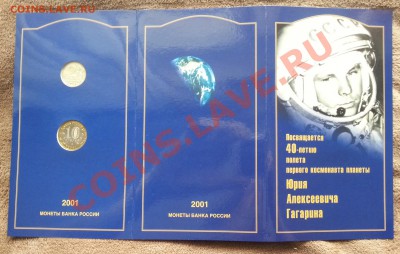 COINS.LAVE.RU
COINS.LAVE.RU
10
2001
МОНЕТЫ БАНКА РОССИИ
2001
МОНЕТЫ БАНКА РОССИИ
Посвящается
40-летию
полета
первого космонавта планеты
Юрия
Алексеевича
Гагарина